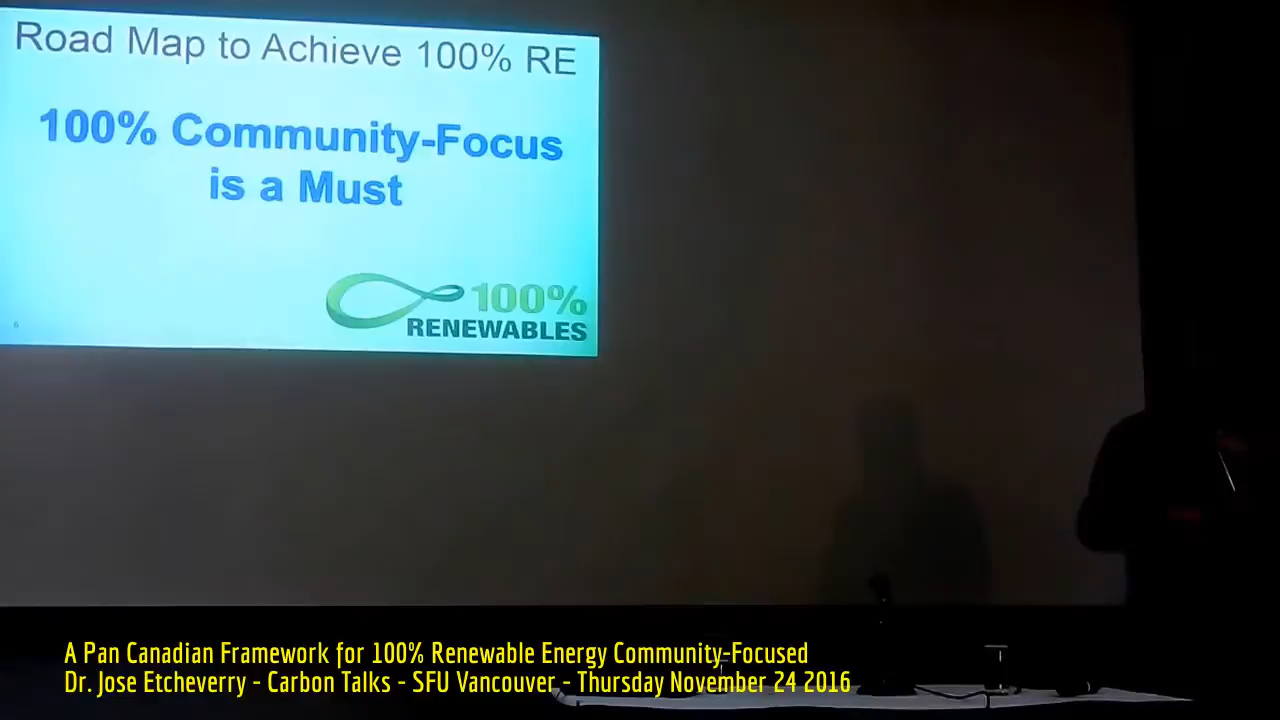 Road Map to Achieve 100% RE
100% Community-Focus
is a Must
100%
RENEWABLES
6
A Pan Canadian Framework for 100% Renewable Energy Community-Focused
Dr. Jose Etcheverry - Carbon Talks - SFU Vancouver - Thursday November 24 2016